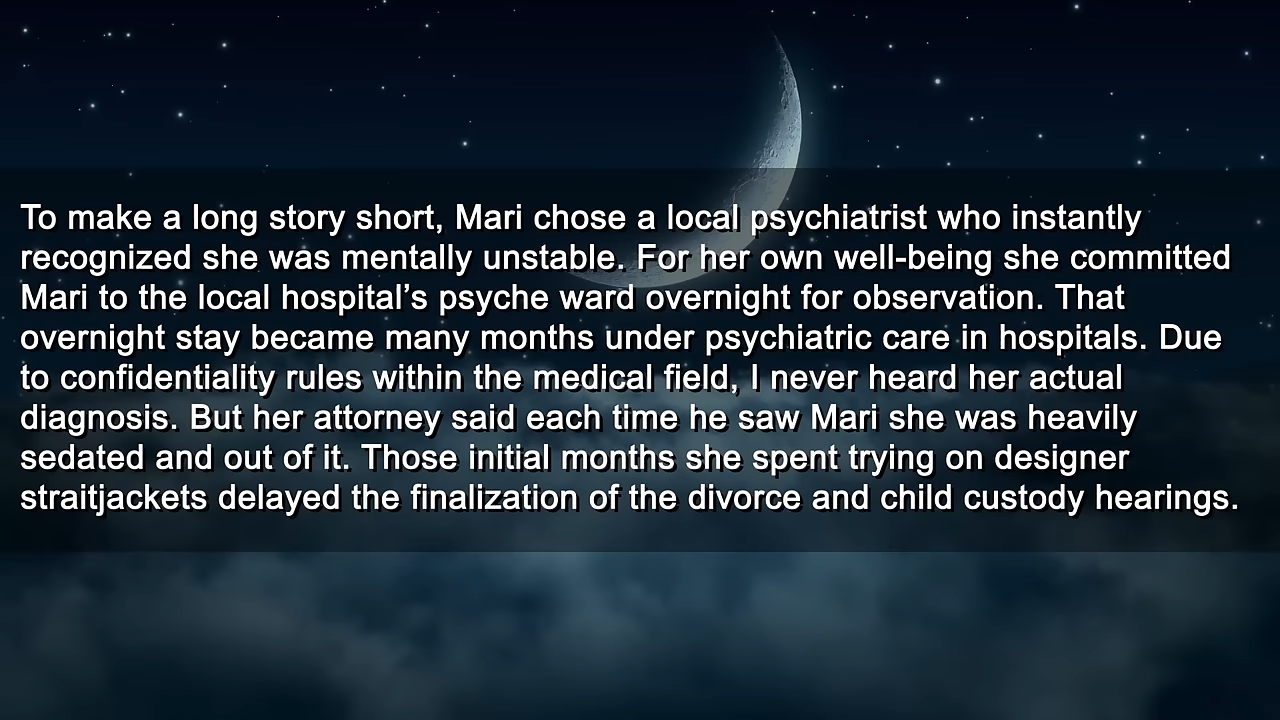 To make a long story short, Mari chose a local psychiatrist who instantly
recognized she was mentally unstable. For her own well-being she committed
Mari to the local hospital’s psyche ward overnight for observation. That
overnight stay became many months under psychiatric care in hospitals. Due
to confidentiality rules within the medical field, I never heard her actual
diagnosis. But her attorney said each time he saw Mari she was heavily
sedated and out of it. Those initial months she spent trying on designer
straitjackets delayed the finalization of the divorce and child custody hearings.